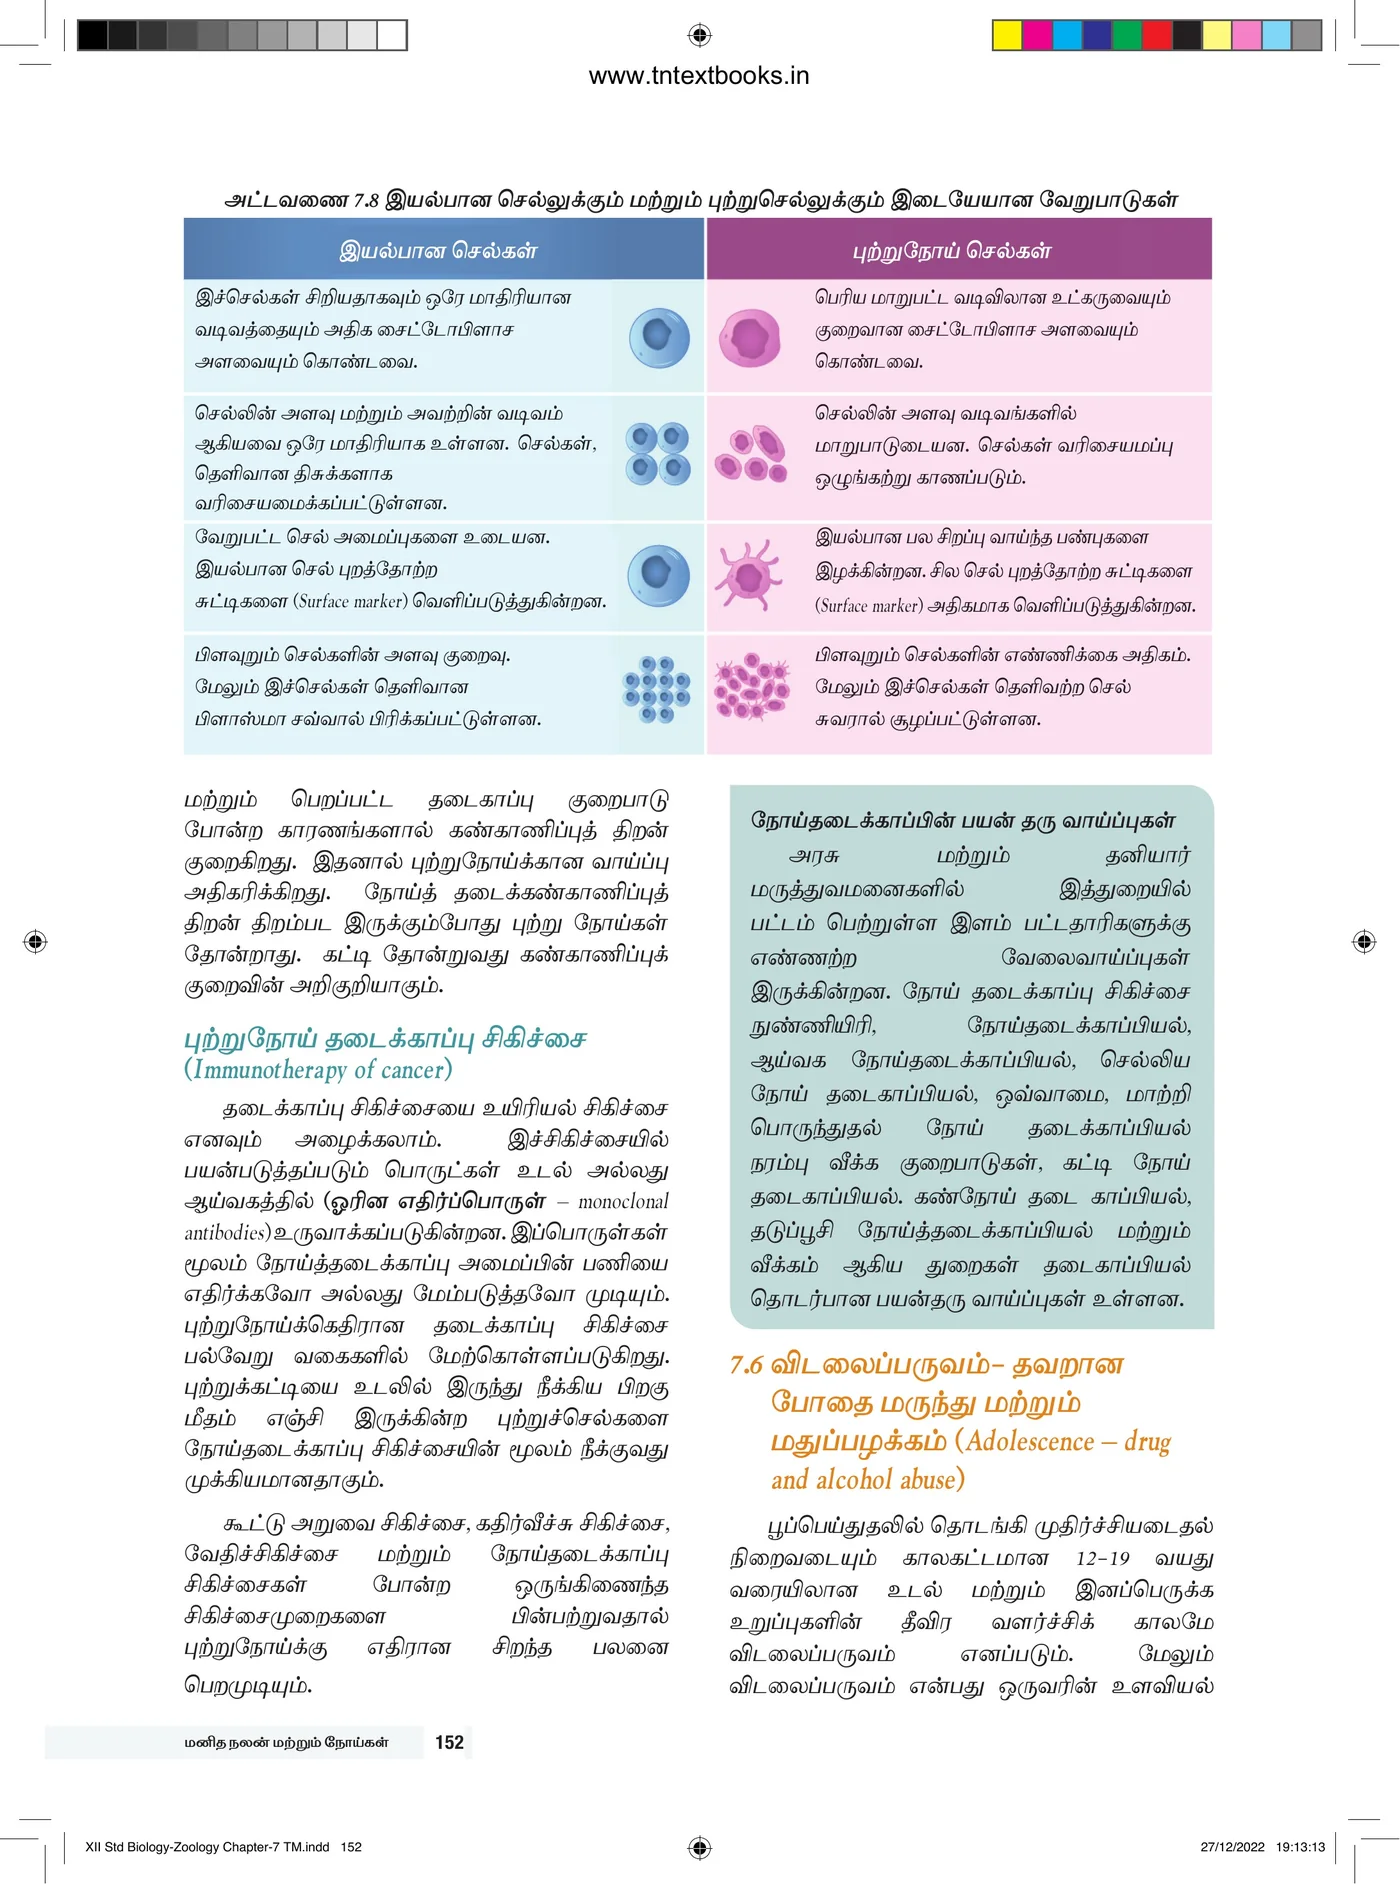 www.tntextbooks.in
அட்டவணை 7.8 இயல்பான செல்லுக்கும் மற்றும் புற்றுசெல்லுக்கும் இடையேயான வேறுபாடுகள்
இயல்பான செல்கள்
புற்றுநோய் செல்கள்
இச்செல்கள் சிறியதாகவும் ஒரே மாதிரியான
வடிவத்தையும் அதிக சைட்டோபிளாச
அளவையும் கொண்டவை.
பெரிய மாறுபட்ட வடிவிலான உட்கருவையும்
குறைவான சைட்டோபிளாச அளவையும்
கொண்டவை.
செல்லின் அளவு மற்றும் அவற்றின் வடிவம்
ஆகியவை ஒரே மாதிரியாக உள்ளன. செல்கள்,
தெளிவான திசுக்களாக
வரிசையமைக்கப்பட்டுள்ளன.
செல்லின் அளவு வடிவங்களில்
மாறுபாடுடையன. செல்கள் வரிசையமப்பு
ஒழுங்கற்று காணப்படும்.
வேறுபட்ட செல் அமைப்புகளை உடையன.
இயல்பான செல் புறத்தோற்ற
சுட்டிகளை (Surface marker) வெளிப்படுத்துகின்றன.
இயல்பான பல சிறப்பு வாய்ந்த பண்புகளை
இழக்கின்றன. சில செல் புறத்தோற்ற சுட்டிகளை
(Surface marker) அதிகமாக வெளிப்படுத்துகின்றன.
பிளவுறும் செல்களின் அளவு குறைவு.
மேலும் இச்செல்கள் தெளிவான
பிளாஸ்மா சவ்வால் பிரிக்கப்பட்டுள்ளன.
பிளவுறும் செல்களின் எண்ணிக்கை அதிகம்.
மேலும் இச்செல்கள் தெளிவற்ற செல்
சுவரால் சூழப்பட்டுள்ளன.
மற்றும் பெறப்பட்ட தடைகாப்பு குறைபாடு
போன்ற காரணங்களால் கண்காணிப்புத் திறன்
குறைகிறது. இதனால் புற்றுநோய்க்கான வாய்ப்பு
அதிகரிக்கிறது. நோய்த் தடைக்கண்காணிப்புத்
திறன் திறம்பட இருக்கும்போது புற்று நோய்கள்
தோன்றாது. கட்டி தோன்றுவது கண்காணிப்புக்
குறைவின் அறிகுறியாகும்.
புற்றுநோய் தடைக்காப்பு சிகிச்சை
(Immunotherapy of cancer)
தடைக்காப்பு சிகிச்சையை உயிரியல் சிகிச்சை
எனவும் அழைக்கலாம். இச்சிகிச்சையில்
பயன்படுத்தப்படும் பொருட்கள் உடல் அல்லது
ஆய்வகத்தில் (ஓரின எதிர்ப்பொருள் – monoclonal
antibodies) உருவாக்கப்படுகின்றன. இப்பொருள்கள்
மூலம் நோய்த்தடைக்காப்பு அமைப்பின் பணியை
எதிர்க்கவோ அல்லது மேம்படுத்தவோ முடியும்.
புற்றுநோய்க்கெதிரான தடைக்காப்பு சிகிச்சை
பல்வேறு வகைகளில் மேற்கொள்ளப்படுகிறது.
புற்றுக்கட்டியை உடலில் இருந்து நீக்கிய பிறகு
மீதம் எஞ்சி இருக்கின்ற புற்றுச்செல்களை
நோய்தடைக்காப்பு சிகிச்சையின் மூலம் நீக்குவது
முக்கியமானதாகும்.
கூட்டு அறுவை சிகிச்சை, கதிர்வீச்சு சிகிச்சை,
வேதிச்சிகிச்சை மற்றும் நோய்தடைக்காப்பு
சிகிச்சைகள் போன்ற ஒருங்கிணைந்த
சிகிச்சைமுறைகளை பின்பற்றுவதால்
புற்றுநோய்க்கு எதிரான சிறந்த பலனை
பெறமுடியும்.
நோய்தடைக்காப்பின் பயன் தரு வாய்ப்புகள்
அரசு மற்றும் தனியார்
மருத்துவமனைகளில் இத்துறையில்
பட்டம் பெற்றுள்ள இளம் பட்டதாரிகளுக்கு
எண்ணற்ற வேலைவாய்ப்புகள்
இருக்கின்றன. நோய் தடைக்காப்பு சிகிச்சை
நுண்ணியிரி, நோய்தடைக்காப்பியல்,
ஆய்வக நோய்தடைக்காப்பியல், செல்லிய
நோய் தடைகாப்பியல், ஒவ்வாமை, மாற்றி
பொருந்துதல் நோய் தடைக்காப்பியல்
நரம்பு வீக்க குறைபாடுகள், கட்டி நோய்
தடைகாப்பியல். கண்நோய் தடை காப்பியல்,
தடுப்பூசி நோய்த்தடைக்காப்பியல் மற்றும்
வீக்கம் ஆகிய துறைகள் தடைகாப்பியல்
தொடர்பான பயன்தரு வாய்ப்புகள் உள்ளன.
7.6 விடலைப்பருவம்- தவறான
போதை மருந்து மற்றும்
மதுப்பழக்கம் (Adolescence – drug
and alcohol abuse)
பூப்பெய்துதலில் தொடங்கி முதிர்ச்சியடைதல்
நிறைவடையும் காலகட்டமான 12-19 வயது
வரையிலான உடல் மற்றும் இனப்பெருக்க
உறுப்புகளின் தீவிர வளர்ச்சிக் காலமே
விடலைப்பருவம் எனப்படும். மேலும்
விடலைப்பருவம் என்பது ஒருவரின் உளவியல்
மனித நலன் மற்றும் நோய்கள் 152
XII Std Biology-Zoology Chapter-7 TM.indd 152
27/12/2022 19:13:13